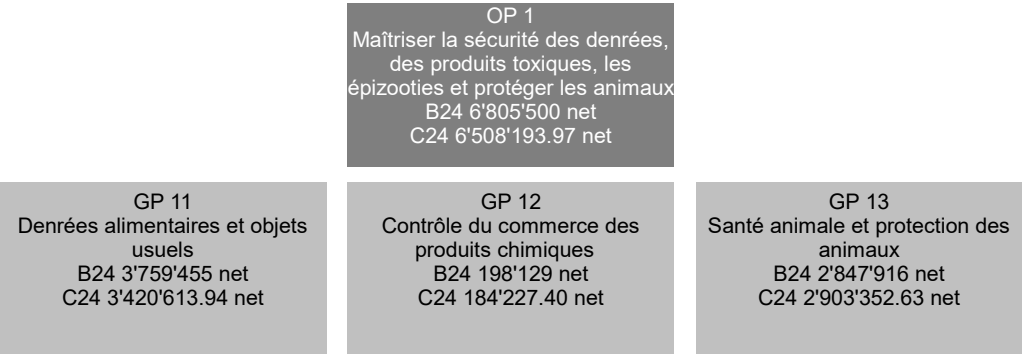 OP 1
Maîtriser la sécurité des denrées,
des produits toxiques, les
épizooties et protéger les animaux
B24 6'805'500 net
C24 6'508'193.97 net
GP 11
Denrées alimentaires et objets
usuels
B24 3'759'455 net
C24 3'420'613.94 net
GP 12
Contrôle du commerce des
produits chimiques
B24 198'129 net
C24 184'227.40 net
GP 13
Santé animale et protection des
animaux
B24 2'847'916 net
C24 2'903'352.63 net